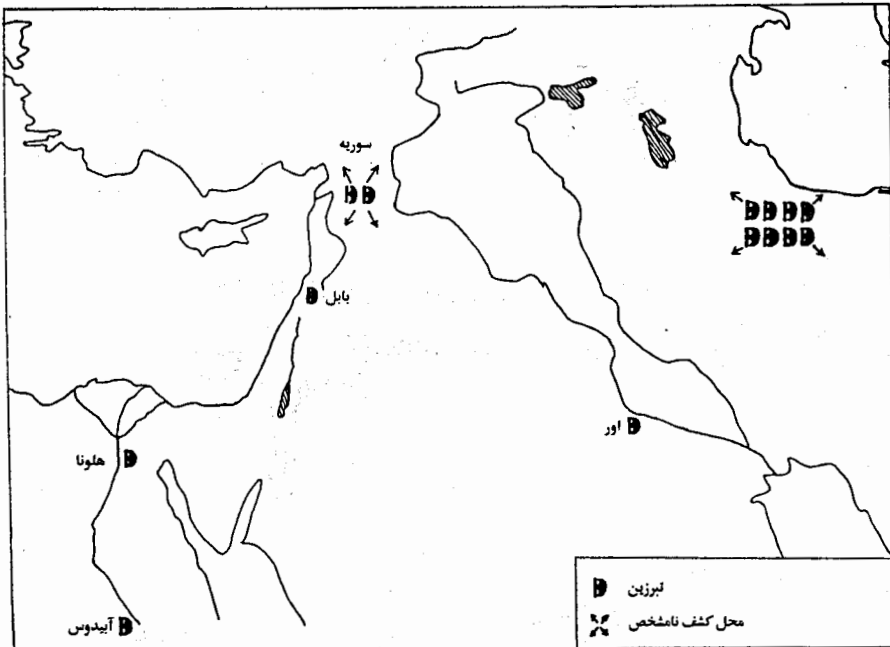 سوریه
بابل
اور
هلونا
آبیدوس
تبرزین
محل کشف نامشخص